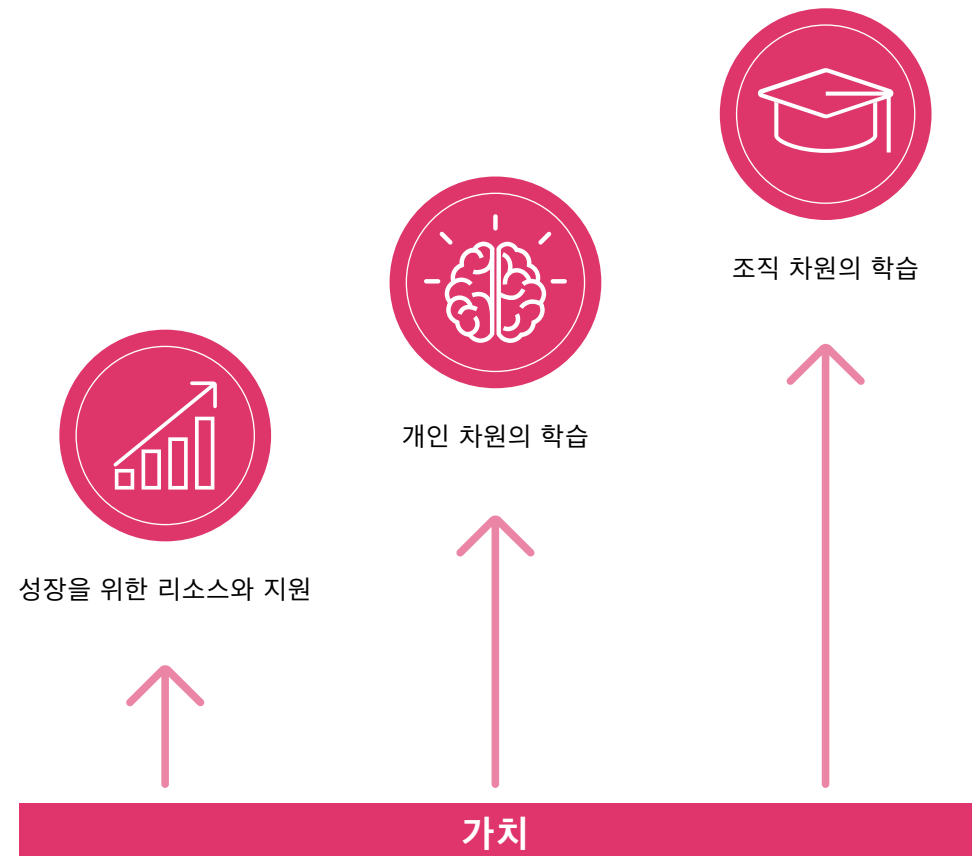 조직 차원의 학습
개인 차원의 학습
성장을 위한 리소스와 지원
가치